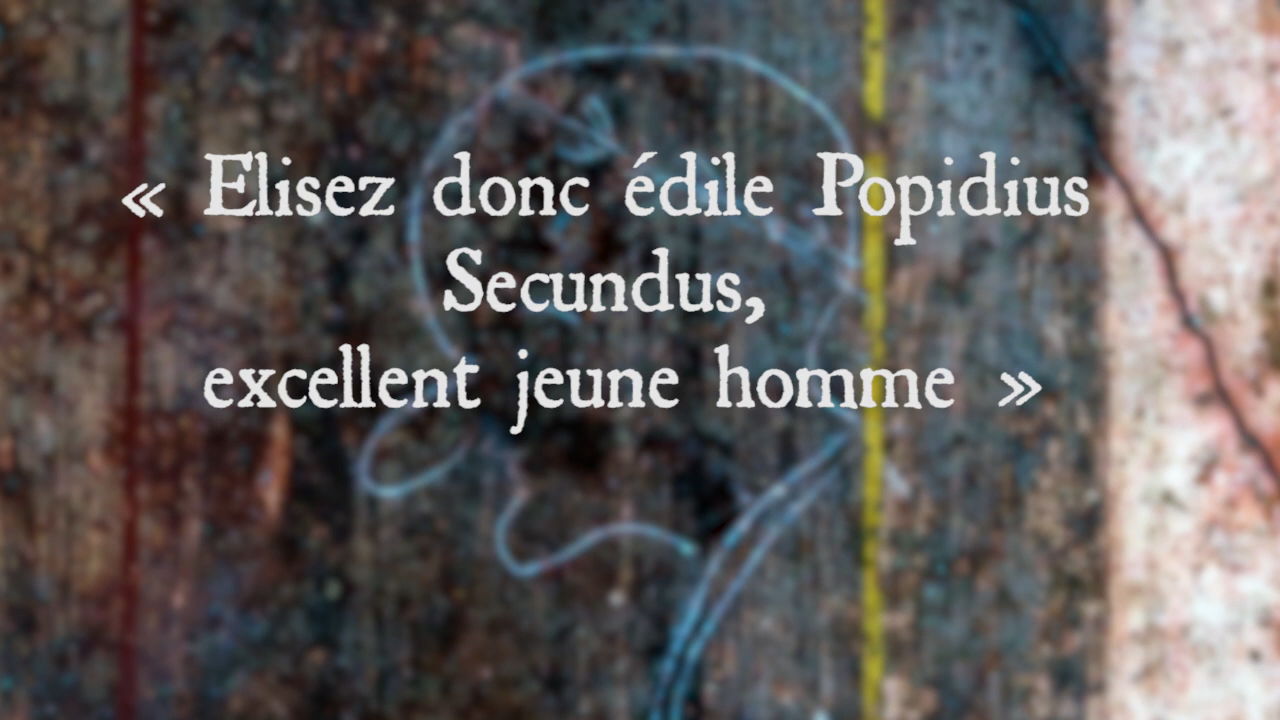 « Elisez donc édile Popidius
Secundus,
excellent jeune homme »